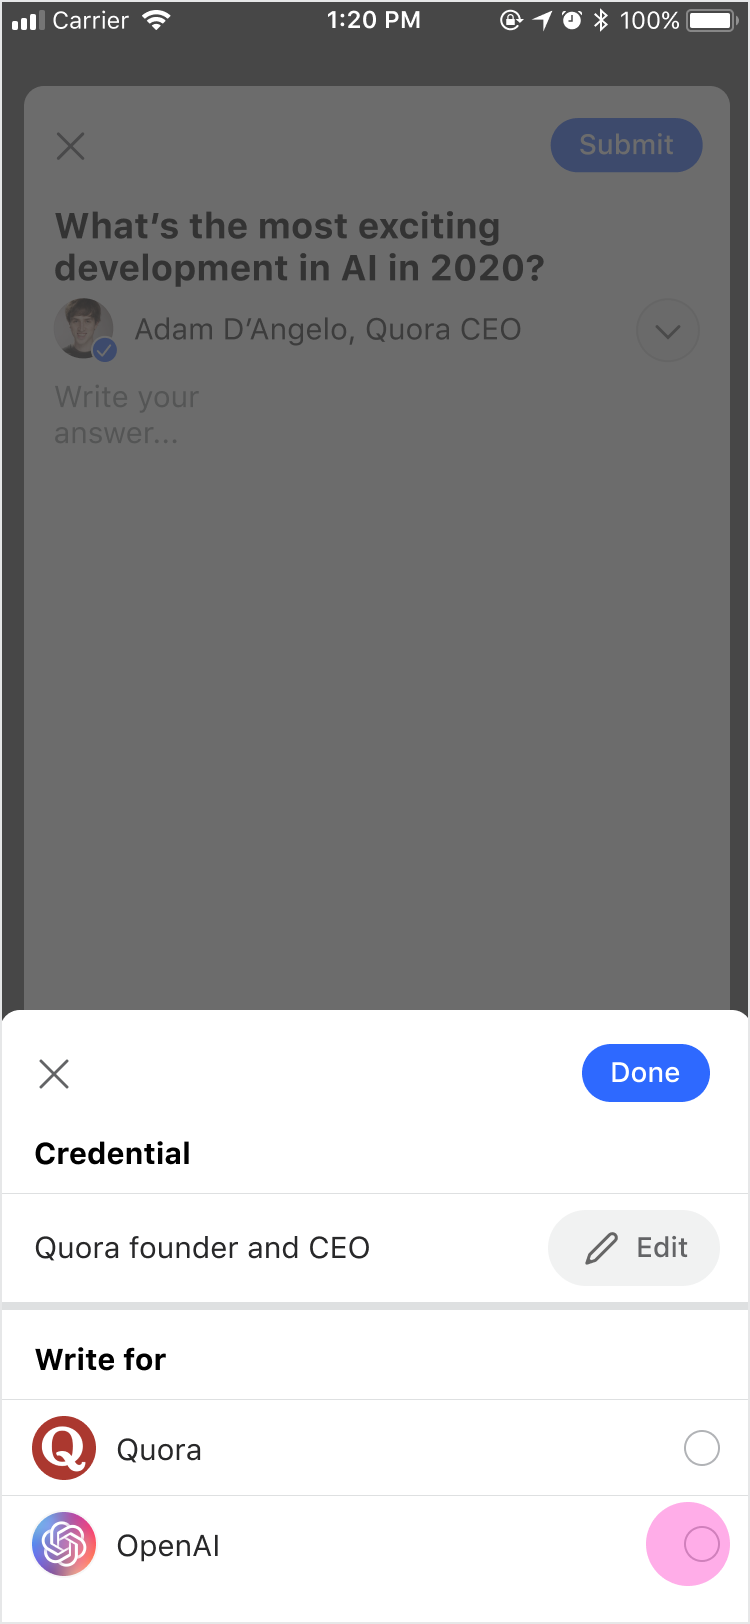 Carrier 1:20 PM 100%
Submit
What’s the most exciting
development in AI in 2020?
Adam D’Angelo, Quora CEO
Write your
answer...
Done
Credential
Quora founder and CEO Edit
Write for
Q Quora
OpenAI